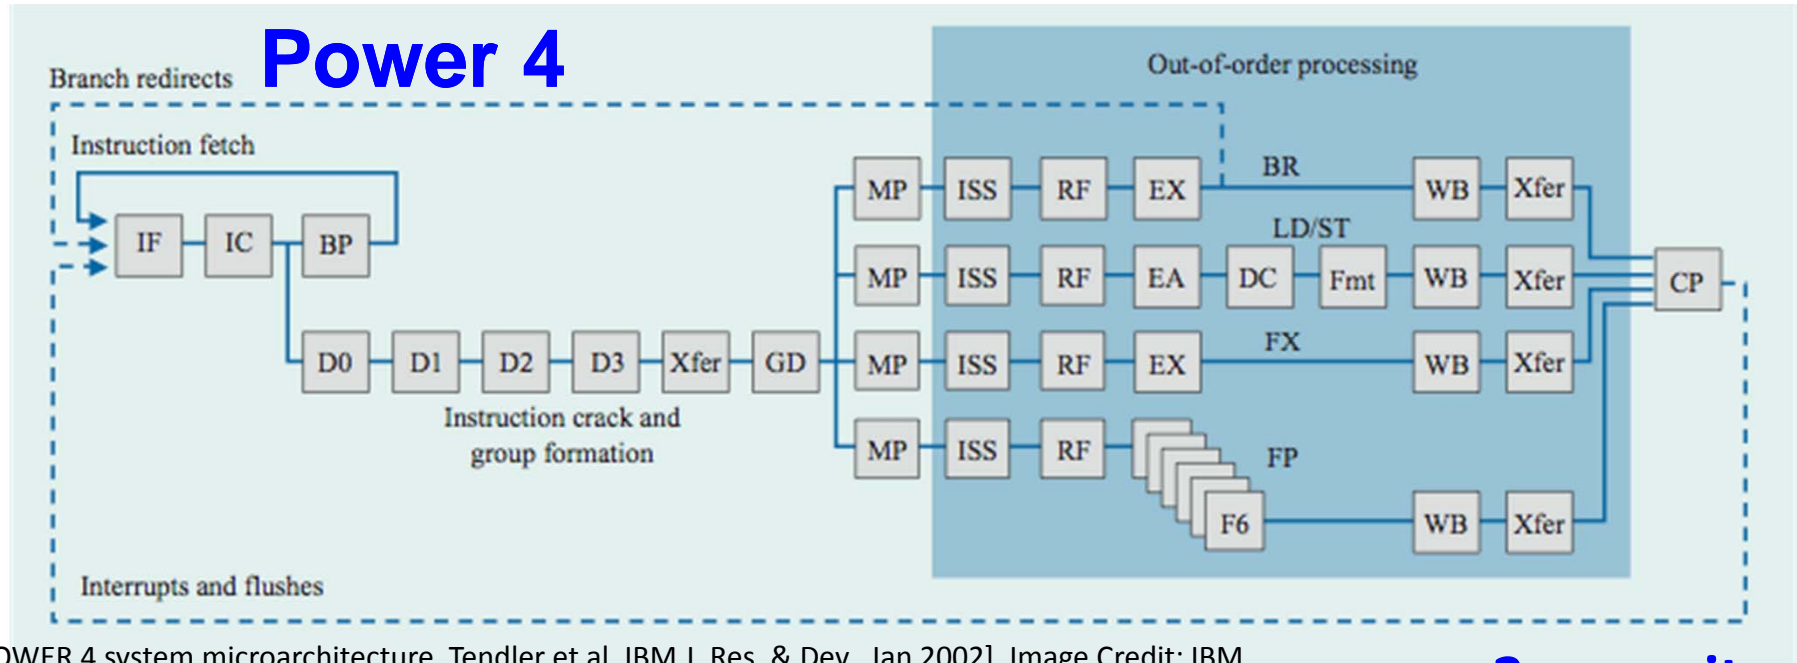 Power 4
Out-of-order processing
Branch redirects
Instruction fetch
IF IC BP
MP ISS RF EX BR WB Xfer
LD/ST
MP ISS RF EA DC Fmt WB Xfer CP
D0 D1 D2 D3 Xfer GD MP ISS RF EX FX WB Xfer
Instruction crack and
group formation
MP ISS RF FP
F6 WB Xfer
Interrupts and flushes
POWER 4 system microarchitecture, Tendler et al, IBM J. Res. & Dev., Jan 2002]. Image Credit: IBM